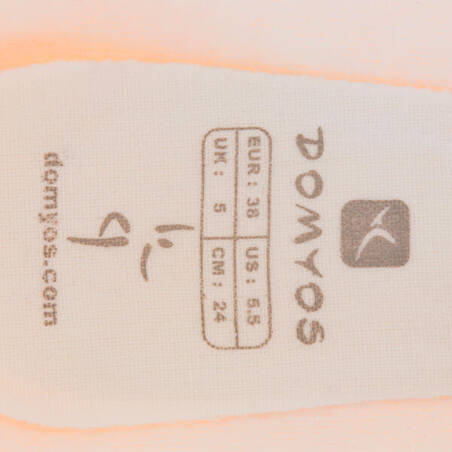 DOMYOS
EUR : 38 US : 5.5
UK : 5 CM : 24
domyos.com